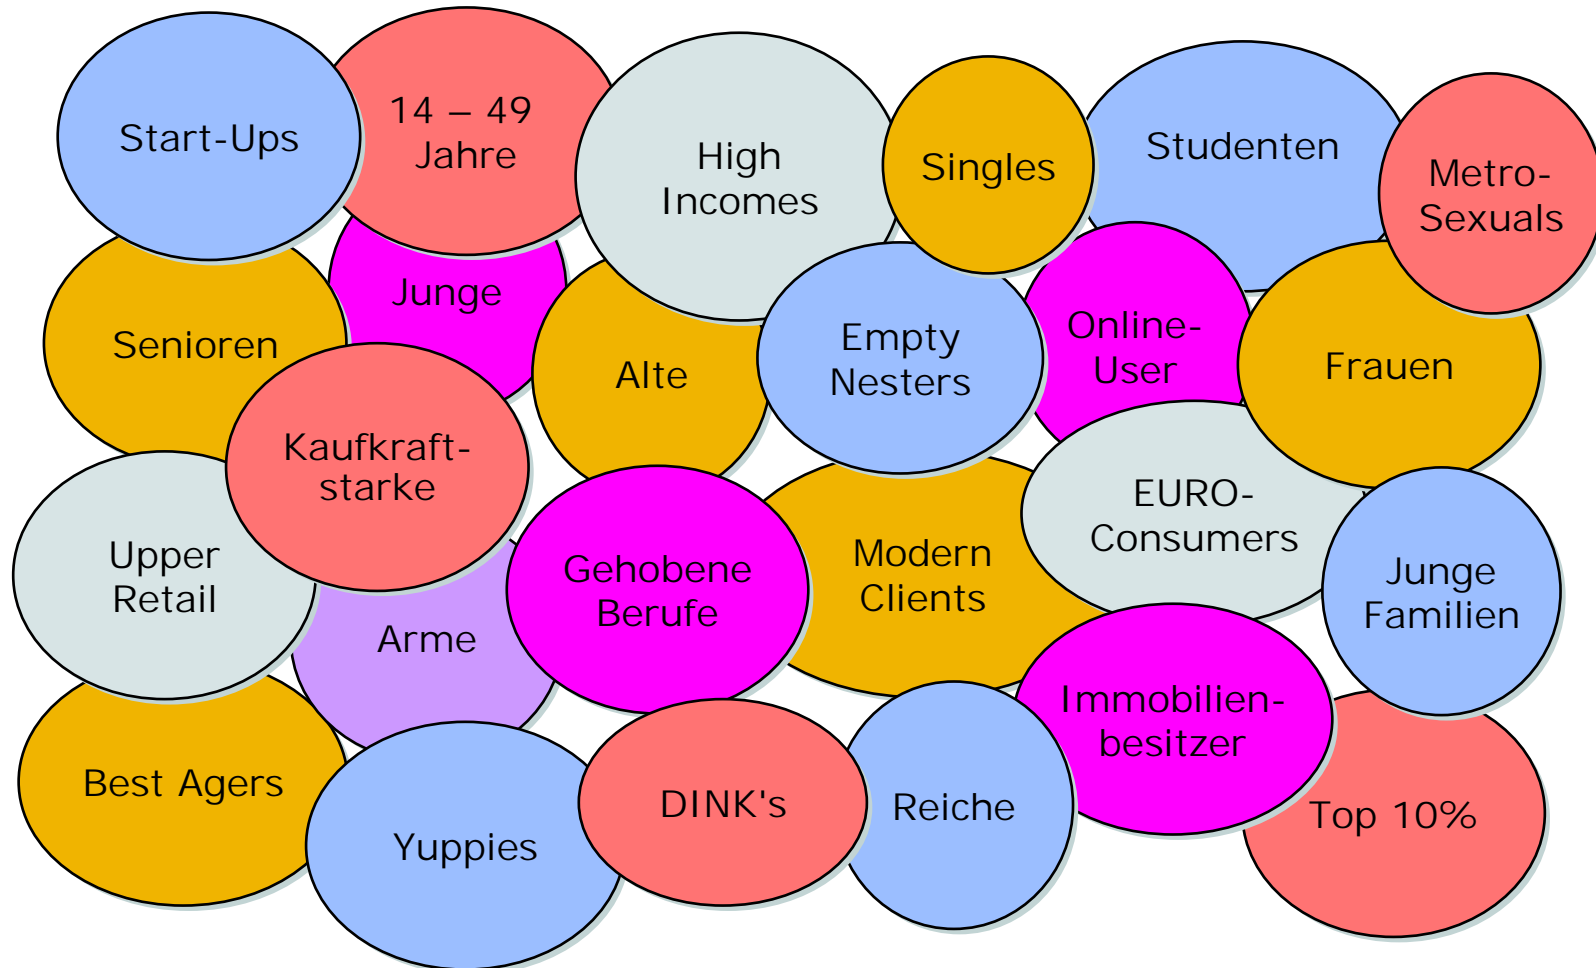 Start-Ups
14 – 49
Jahre
High
Incomes
Singles
Studenten
Metro-
Sexuals
Senioren
Junge
Alte
Empty
Nesters
Online-
User
Frauen
Kaufkraft-
starke
Upper
Retail
Arme
Gehobene
Berufe
Modern
Clients
EURO-
Consumers
Junge
Familien
Immobilien-
besitzer
Best Agers
Yuppies
DINK's
Reiche
Top 10%